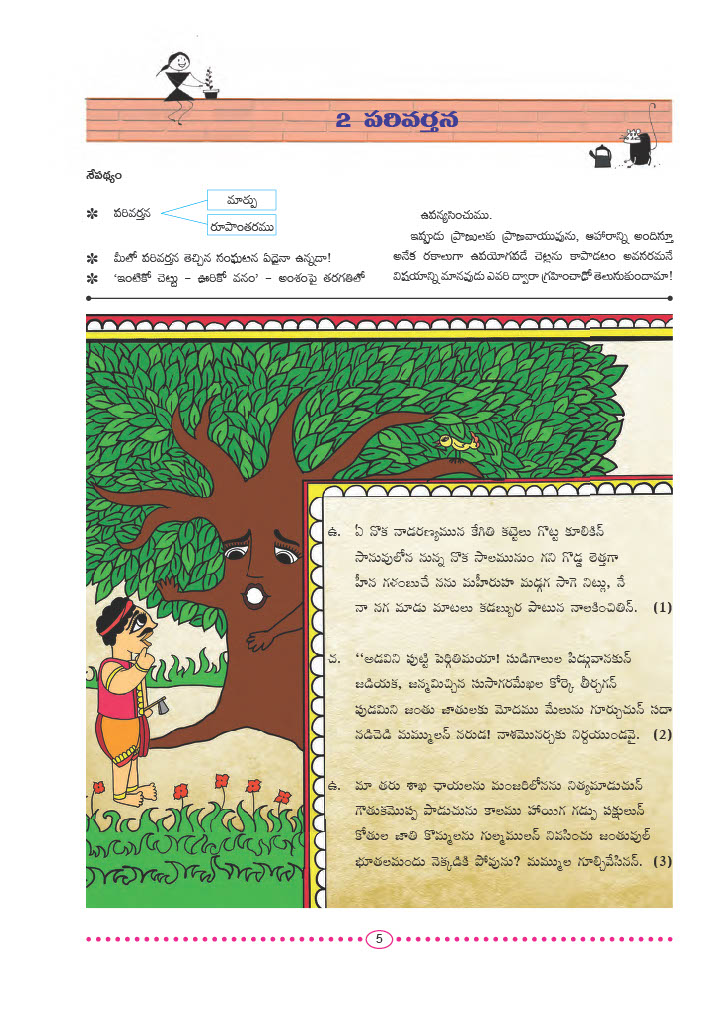 2 పరివర్తన
నేపథ్యం
✻ పరివర్తన
మార్పు
రూపాంతరము
✻ మీలో పరివర్తన తెచ్చిన సంఘటన ఏదైనా ఉన్నదా!
✻ ‘ఇంటికో చెట్టు – ఊరికో వనం’ – అంశంపై తరగతిలో
ఉపన్యసించుము.
ఇప్పుడు ప్రాణులకు ప్రాణవాయువును, ఆహారాన్ని అందిస్తూ
అనేక రకాలుగా ఉపయోగపడే చెట్లను కాపాడటం అవసరమనే
విషయాన్ని మానవుడు ఎవరి ద్వారా గ్రహించాడో తెలుసుకుందామా!
ఉ. ఏ నొక నాడరణ్యమున కేగితి కట్టెలు గొట్ట కూలికిన్
సానువులోన నున్న నొక సాలమునుం గని గొడ్డ లెత్తగా
హీన గళంబుచే నను మహీరుహ మడ్గగ సాగె నిట్లు, నే
నా నగ మాడు మాటలు కడబ్బుర పాటున నాలకించితిన్. (1)
చ. ‘‘అడవిని పుట్టి పెర్గితిమయా! సుడిగాలుల పిడ్గువానకున్
జడియక, జన్మమిచ్చిన సుసాగరమేఖల కోర్కె తీర్చగన్
పుడమిని జంతు జాతులకు మోదము మేలును గూర్చుచున్ సదా
నడిచెడి మమ్ములన్ నరుడ! నాశమొనర్చకు నిర్దయుండవై. (2)
ఉ. మా తరు శాఖ ఛాయలను మంజరిలోనను నిత్యమాడుచున్
గౌతుకమొప్ప పాడుచును కాలము హాయిగ గడ్పు పక్షులున్
కోతుల జాతి కొమ్మలను గుల్మములన్ నివసించు జంతువుల్
భూతలమందు నెక్కడికి పోవును? మమ్ముల గూల్చివేసినన్. (3)
5